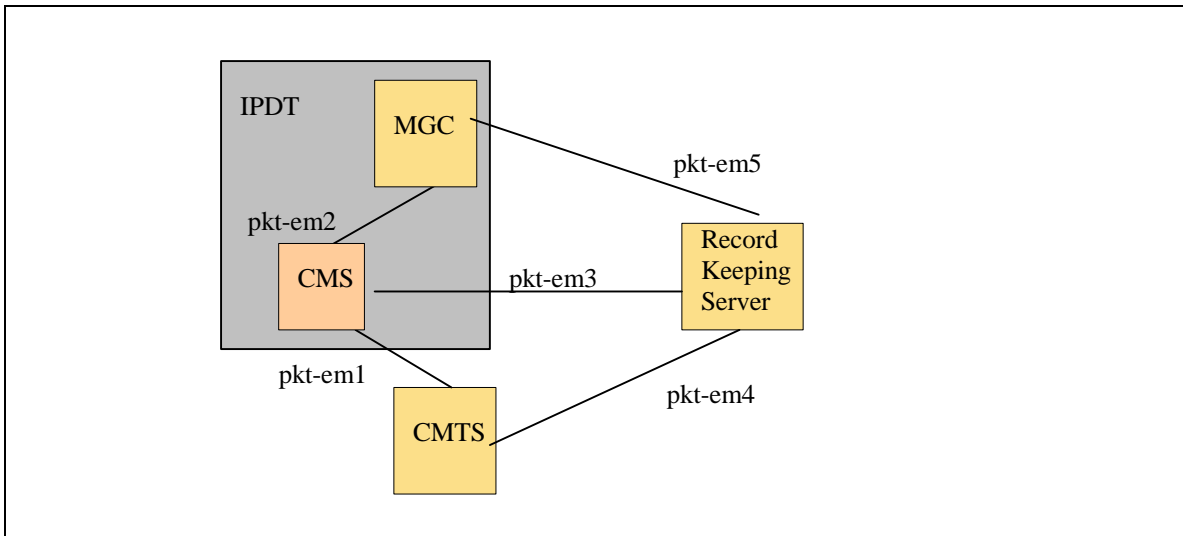 IPDT
MGC
pkt-em5
pkt-em2
Record
Keeping
Server
CMS
pkt-em3
pkt-em1
pkt-em4
CMTS